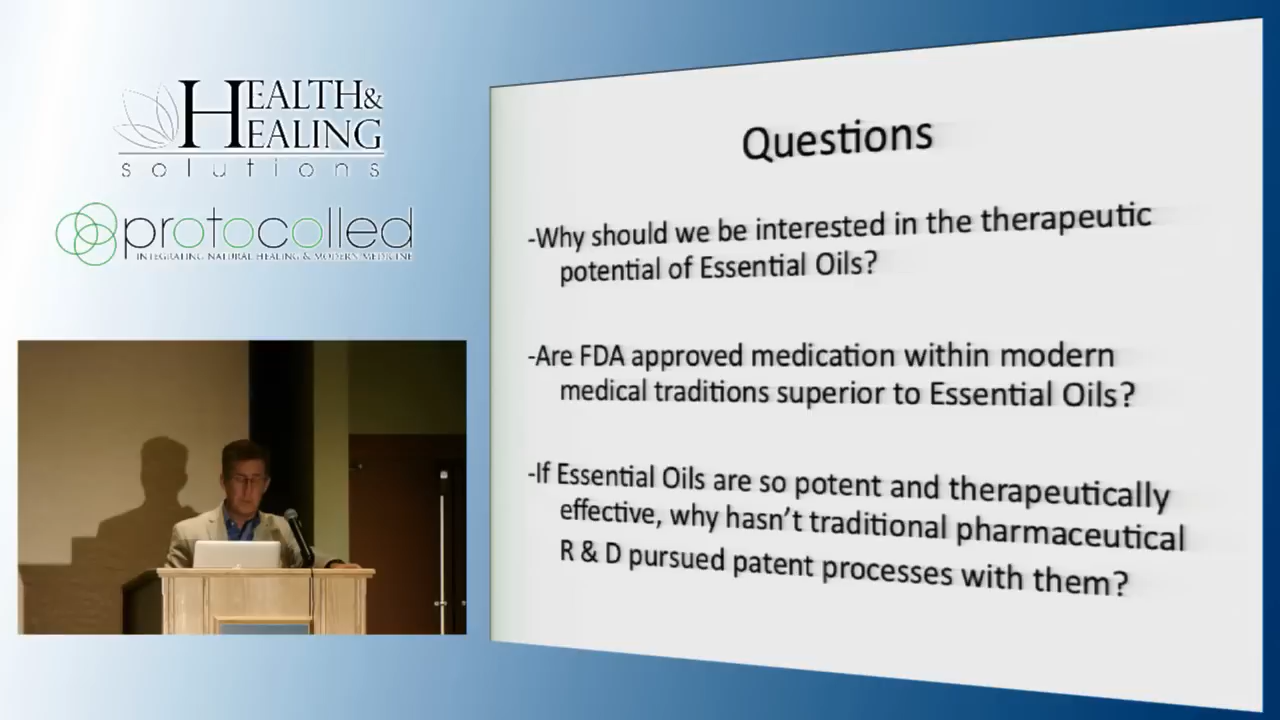 HEALTH&
HEALING
solutions
protocolled
INTEGRATING NATURAL HEALING & MODERN MEDICINE
Questions
-Why should we be interested in the therapeutic
potential of Essential Oils?
-Are FDA approved medication within modern
medical traditions superior to Essential Oils?
-If Essential Oils are so potent and therapeutically
effective, why hasn't traditional pharmaceutical
R & D pursued patent processes with them?